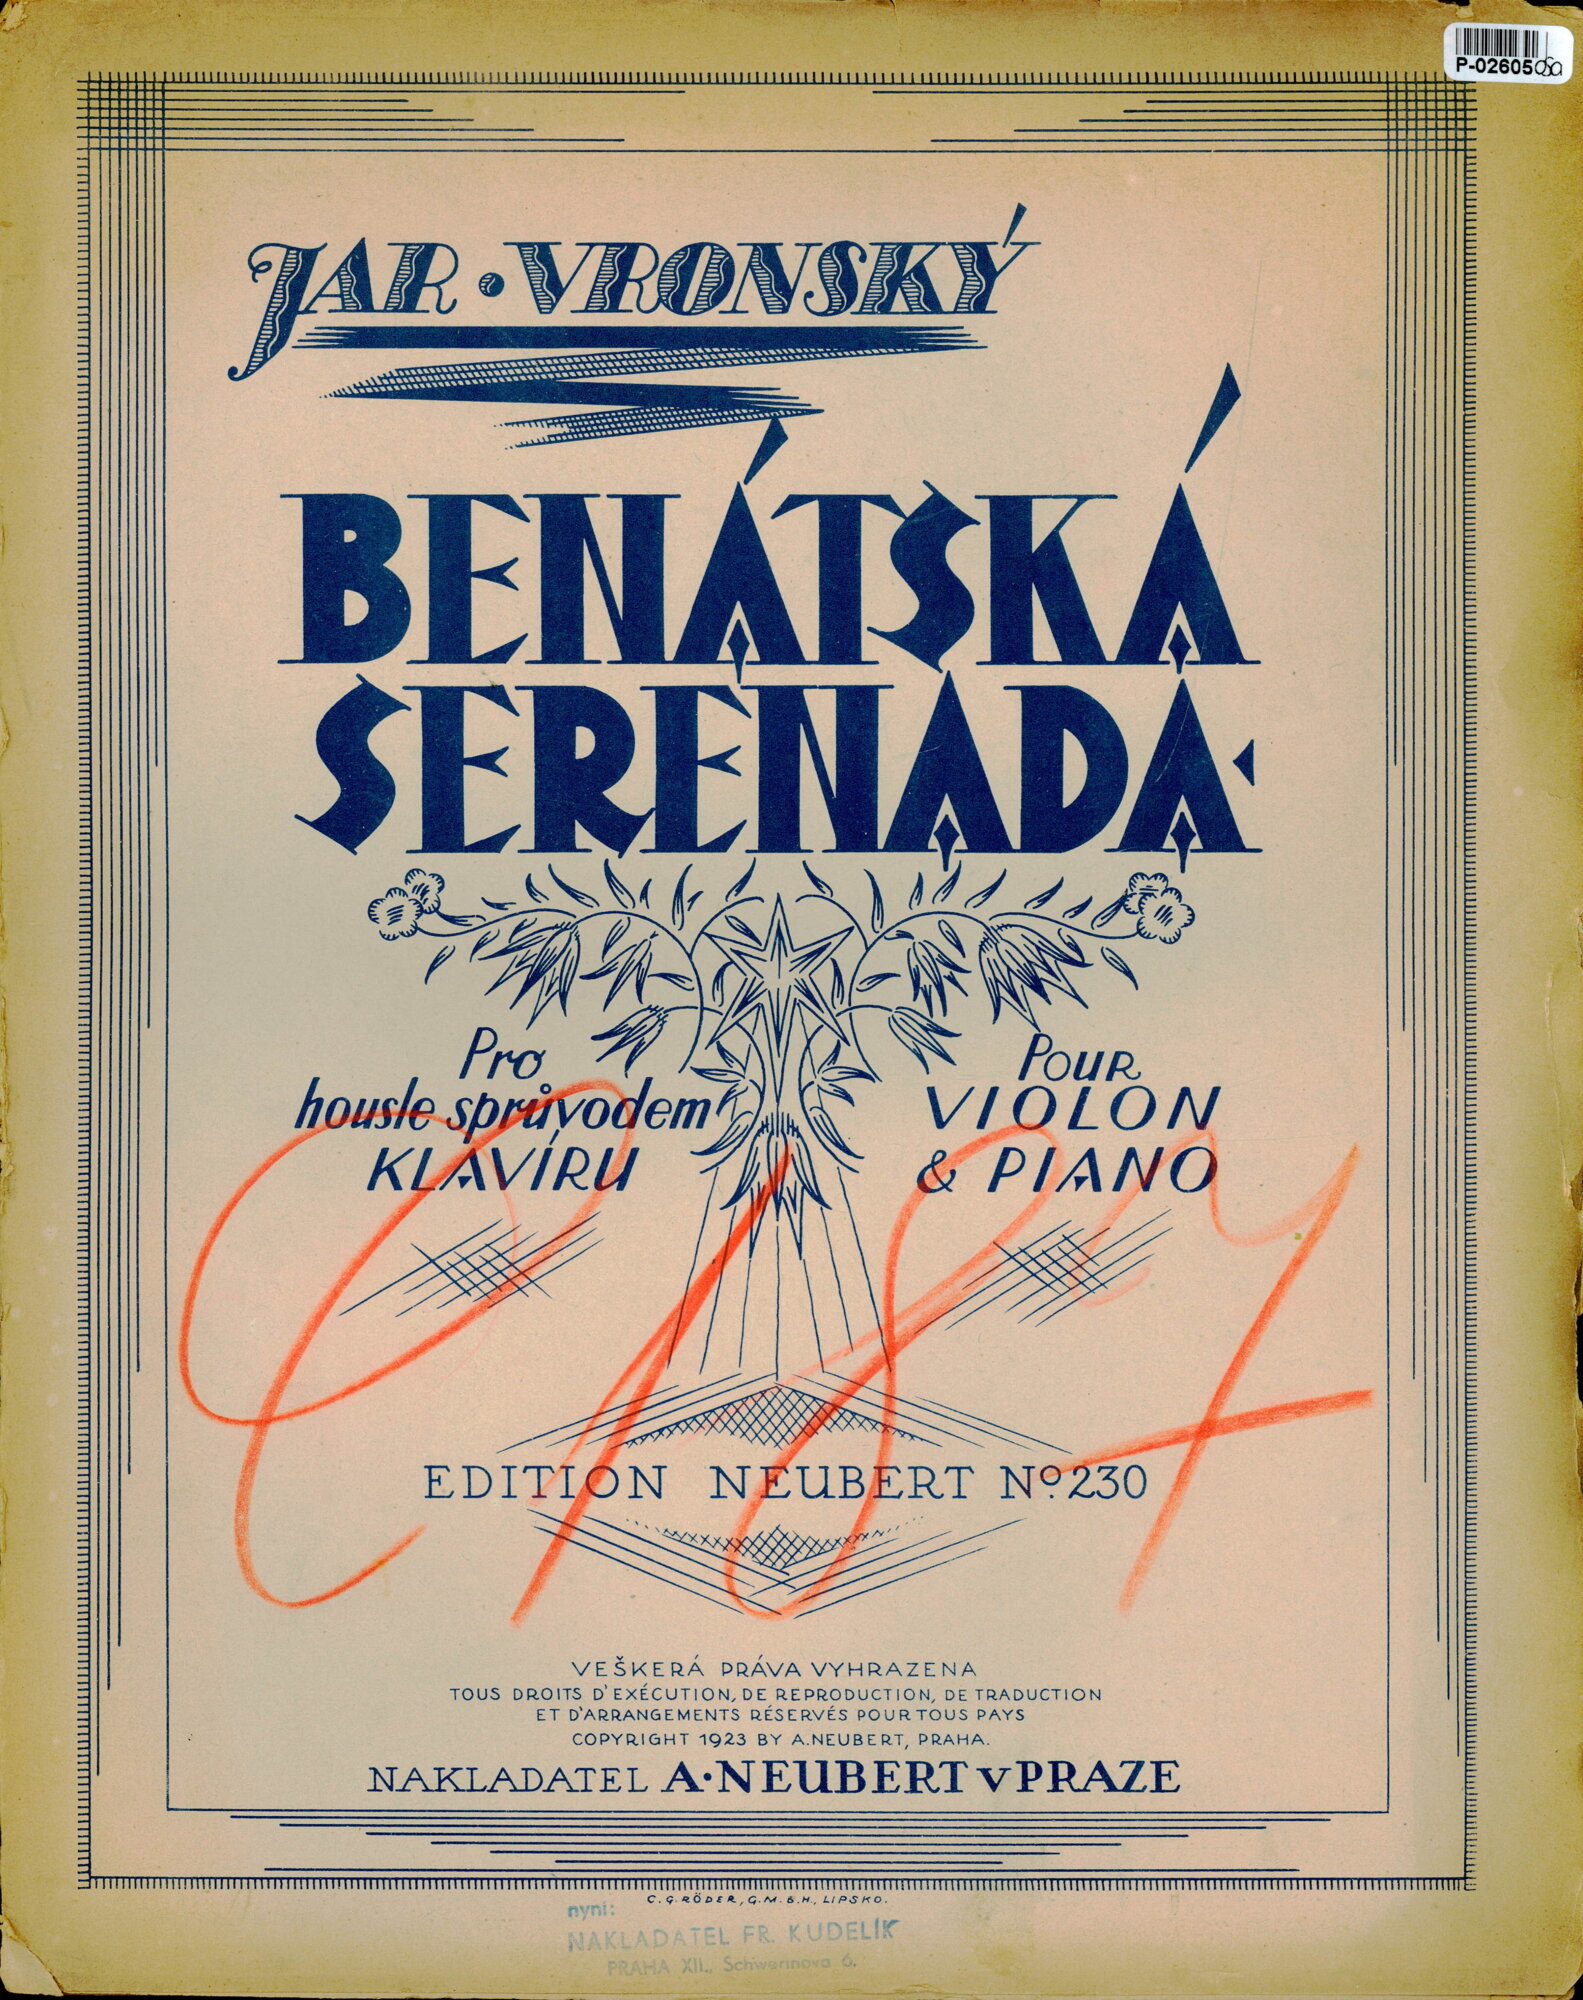 P-02605
JAR · VRONSKÝ
BENÁTSKÁ
SERENÁDA
Pro
housle s průvodem
KLAVÍRU
POUR
VIOLON
& PIANO
EDITION NEUBERT No. 230
VEŠKERÁ PRÁVA VYHRAZENA
TOUS DROITS D'EXÉCUTION, DE REPRODUCTION, DE TRADUCTION
ET D'ARRANGEMENTS RÉSERVÉS POUR TOUS PAYS
COPYRIGHT 1923 BY A. NEUBERT, PRAHA.
NAKLADATEL A·NEUBERT V PRAZE
C. G. RÖDER, G. M. B. H., LIPSKO.
nyní:
NAKLADATEL FR. KUDELÍK
PRAHA XII., Schwerinova 6.